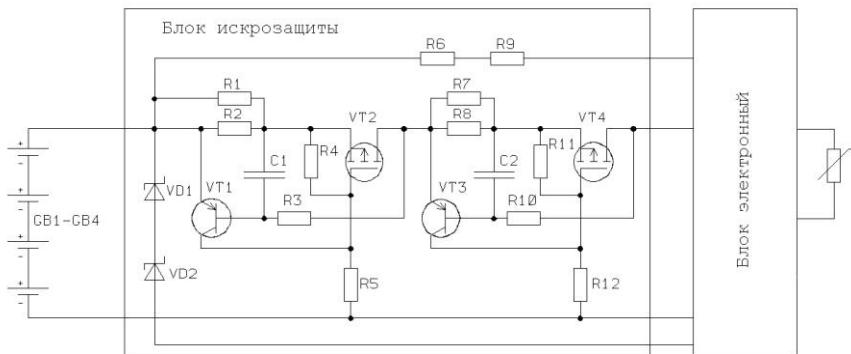 Блок искрозащиты
R6
R9
R1
R7
R2
VT2
R8
VT4
R4
R11
C1
C2
VD1
VT1
R3
VT3
R10
GB1-GB4
VD2
R5
R12
Блок электронный
+
-
+
-
+
-
+
-